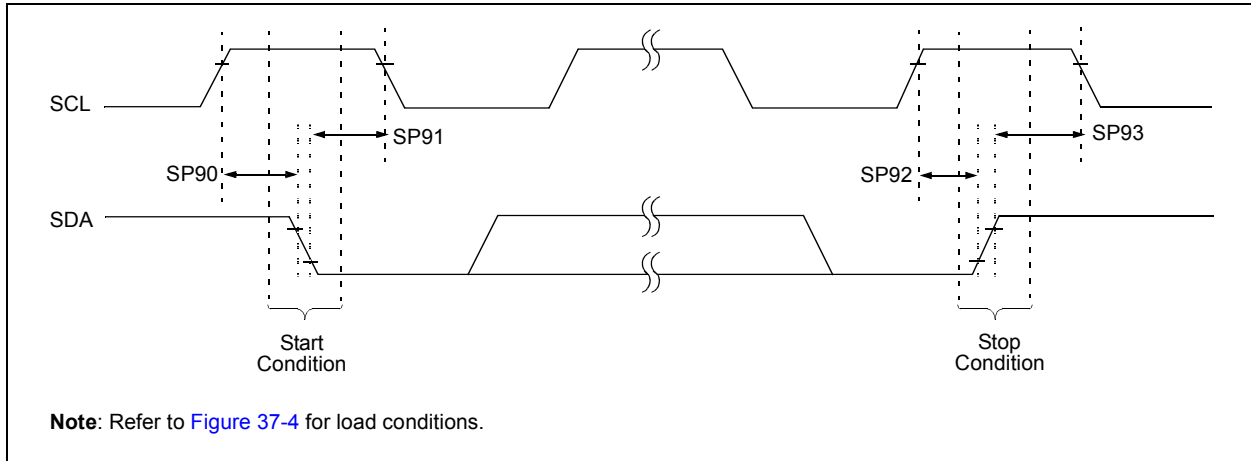 SCL
SP91
SP93
SP90
SP92
SDA
Start
Condition
Stop
Condition
Note: Refer to Figure 37-4 for load conditions.